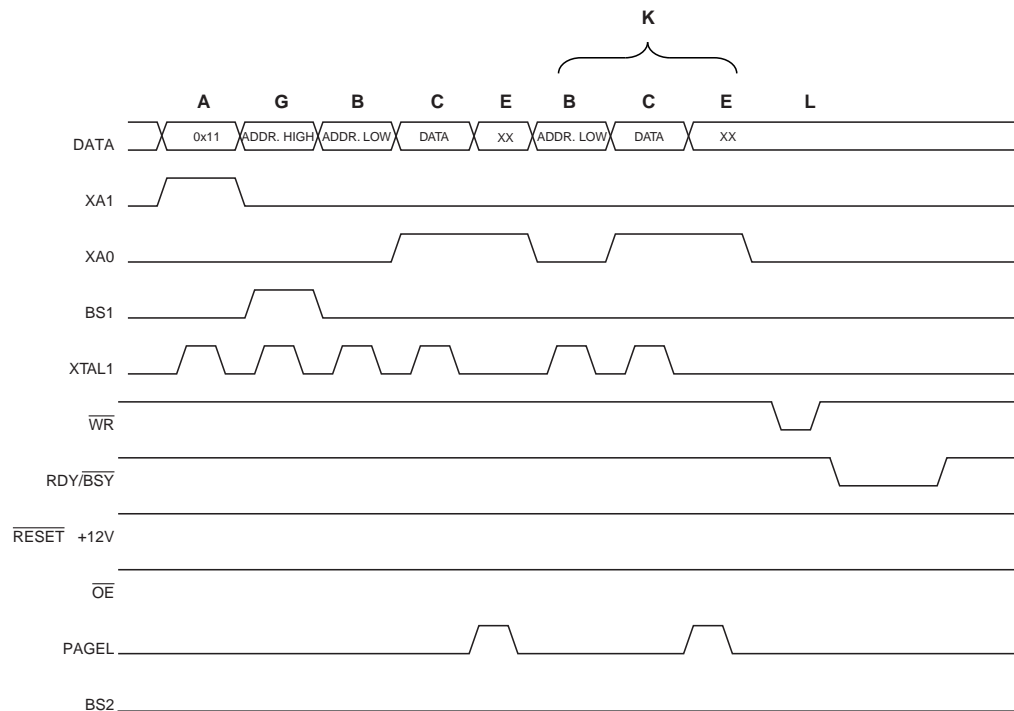 K
A G B C E B C E L
DATA 0x11 ADDR. HIGH ADDR. LOW DATA XX ADDR. LOW DATA XX
XA1
XA0
BS1
XTAL1
WR
RDY/BSY
RESET +12V
OE
PAGEL
BS2